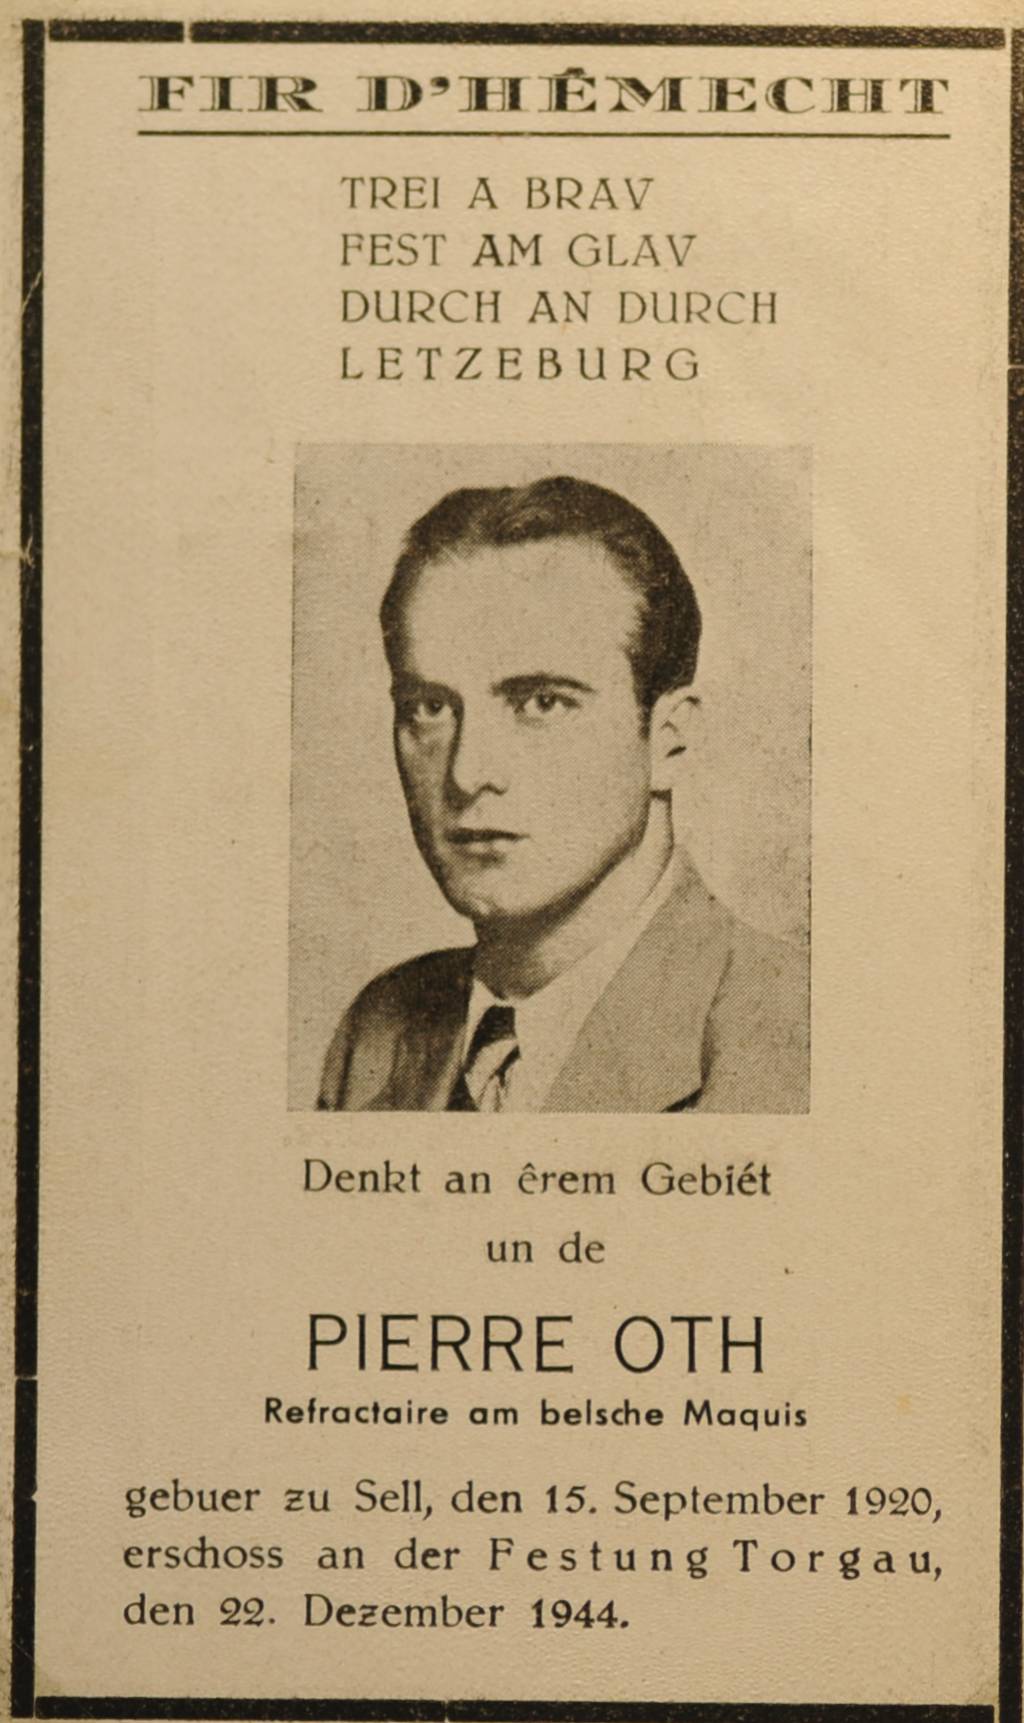 FIR D'HÊMECHT
TREI A BRAV
FEST AM GLAV
DURCH AN DURCH
LETZEBURG
Denkt an êrem Gebiét
un de
PIERRE OTH
Refractaire am belsche Maquis
gebuer zu Sell, den 15. September 1920,
erschoss an der Festung Torgau,
den 22. Dezember 1944.